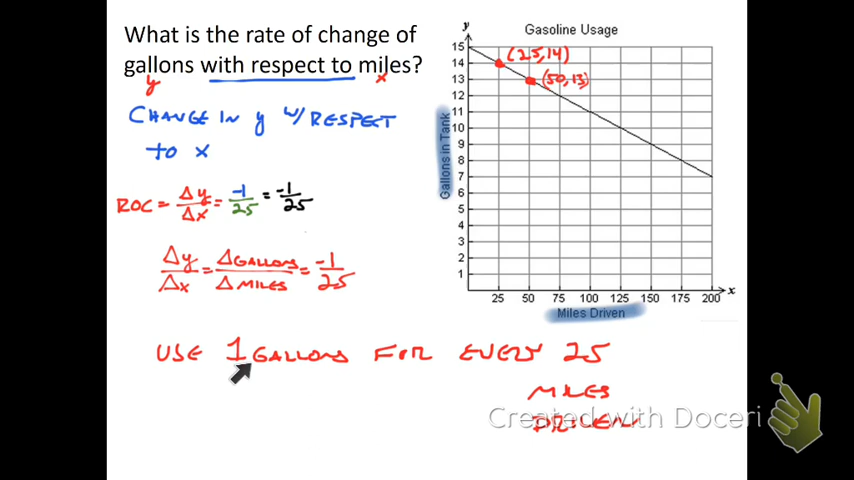 What is the rate of change of
gallons with respect to miles?
y x
CHANGE IN y W/RESPECT
to x
ROC = Δy/Δx = -1/25 = -1/25
Δy/Δx = ΔGALLONS/ΔMILES = -1/25
USE 1 GALLONS FOR EVERY 25
MILES
DRIVEN
Gasoline Usage
y
(25,14)
(50,13)
15
14
13
12
11
10
9
8
7
6
5
4
3
2
1
Gallons in Tank
25 50 75 100 125 150 175 200 x
Miles Driven
Created with Doceri